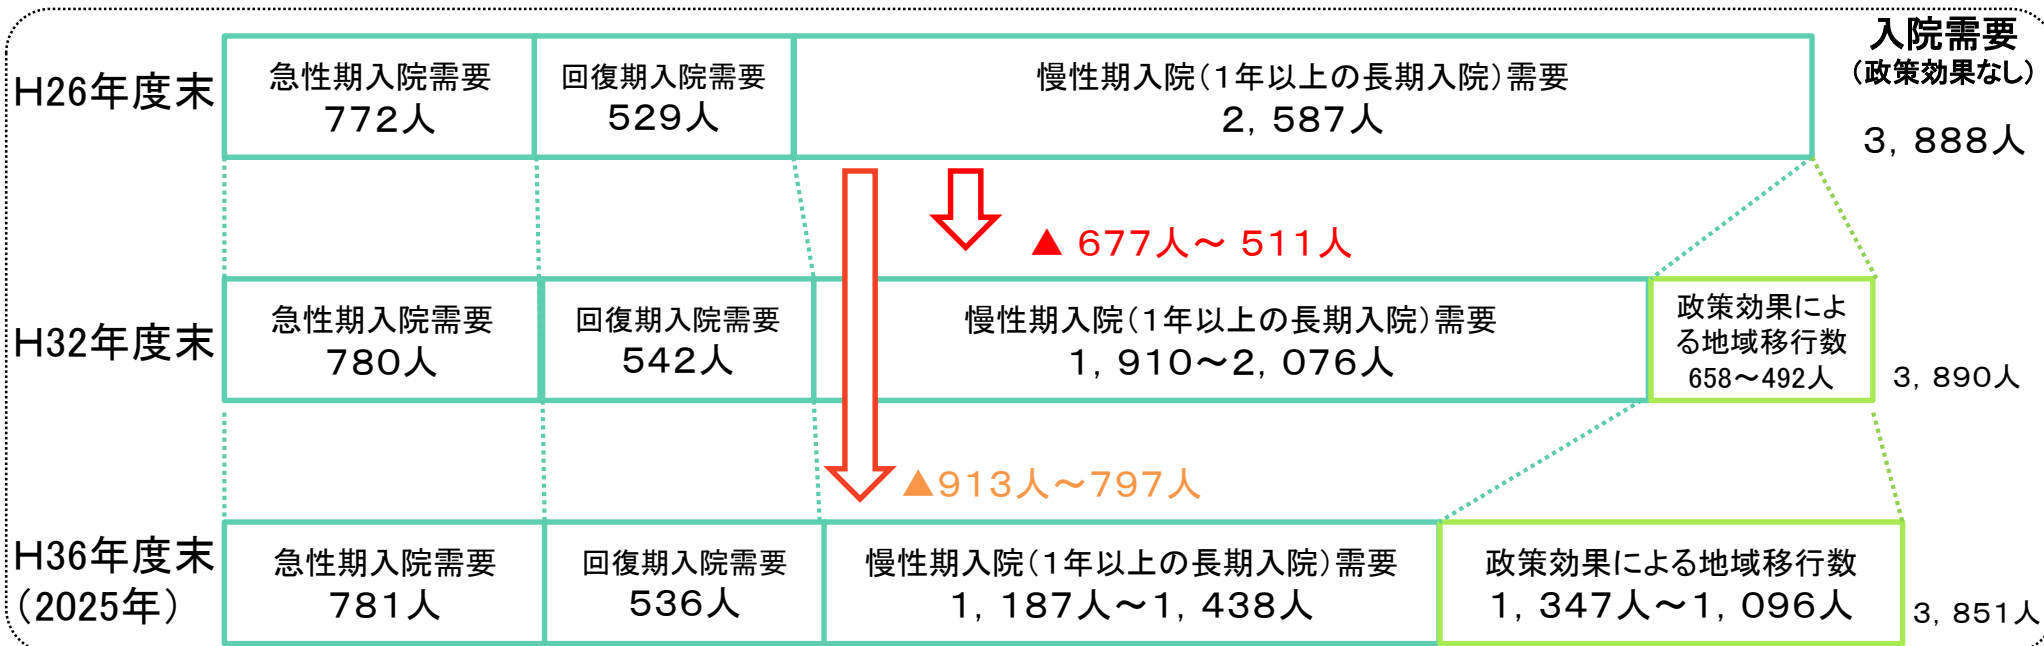 入院需要
（政策効果なし）
H26年度末
急性期入院需要
772人
回復期入院需要
529人
慢性期入院（1年以上の長期入院）需要
2，587人
3，888人
▲ 677人～ 511人
H32年度末
急性期入院需要
780人
回復期入院需要
542人
慢性期入院（1年以上の長期入院）需要
1，910～2，076人
政策効果によ
る地域移行数
658～492人
3，890人
▲913人～797人
H36年度末
（2025年）
急性期入院需要
781人
回復期入院需要
536人
慢性期入院（1年以上の長期入院）需要
1，187人～1，438人
政策効果による地域移行数
1，347人～1，096人
3，851人